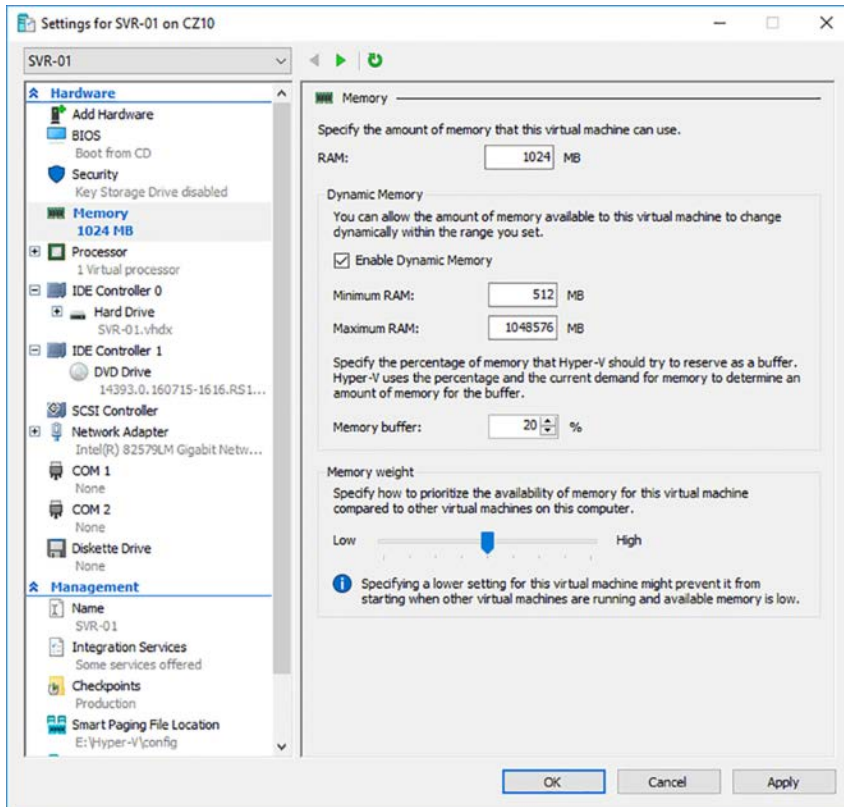 Settings for SVR-01 on CZ10
SVR-01
Hardware
Add Hardware
BIOS
Boot from CD
Security
Key Storage Drive disabled
Memory
1024 MB
Processor
1 Virtual processor
IDE Controller 0
Hard Drive
SVR-01.vhdx
IDE Controller 1
DVD Drive
14393.0.160715-1616.RS1...
SCSI Controller
Network Adapter
Intel(R) 82579LM Gigabit Netw...
COM 1
None
COM 2
None
Diskette Drive
None
Management
Name
SVR-01
Integration Services
Some services offered
Checkpoints
Production
Smart Paging File Location
E:\Hyper-V\config
Memory
Specify the amount of memory that this virtual machine can use.
RAM: 1024 MB
Dynamic Memory
You can allow the amount of memory available to this virtual machine to change
dynamically within the range you set.
Enable Dynamic Memory
Minimum RAM: 512 MB
Maximum RAM: 1048576 MB
Specify the percentage of memory that Hyper-V should try to reserve as a buffer.
Hyper-V uses the percentage and the current demand for memory to determine an
amount of memory for the buffer.
Memory buffer: 20 %
Memory weight
Specify how to prioritize the availability of memory for this virtual machine
compared to other virtual machines on this computer.
Low High
Specifying a lower setting for this virtual machine might prevent it from
starting when other virtual machines are running and available memory is low.
OK Cancel Apply